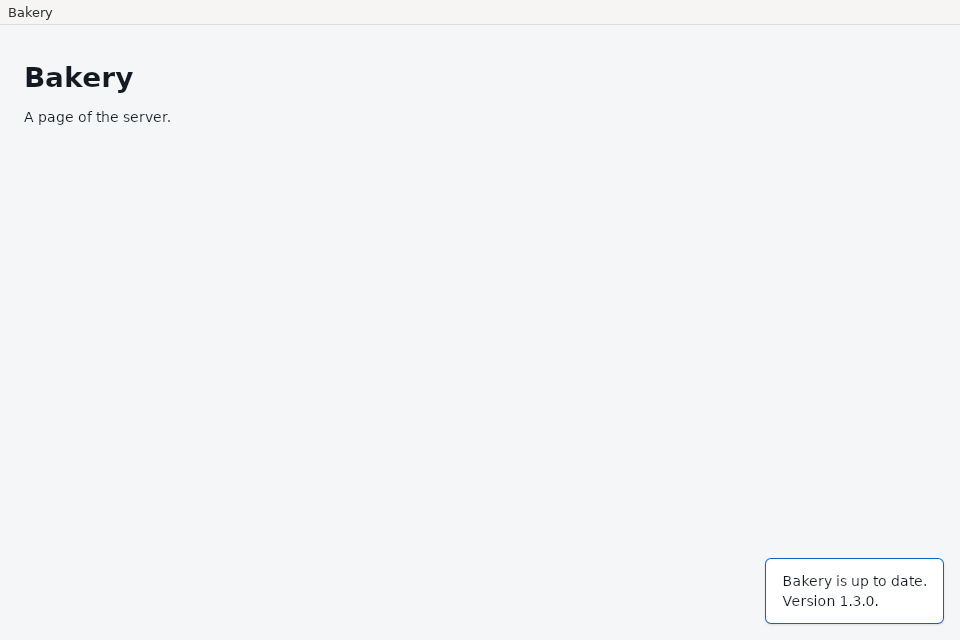 Bakery
Bakery
A page of the server.
Bakery is up to date.
Version 1.3.0.